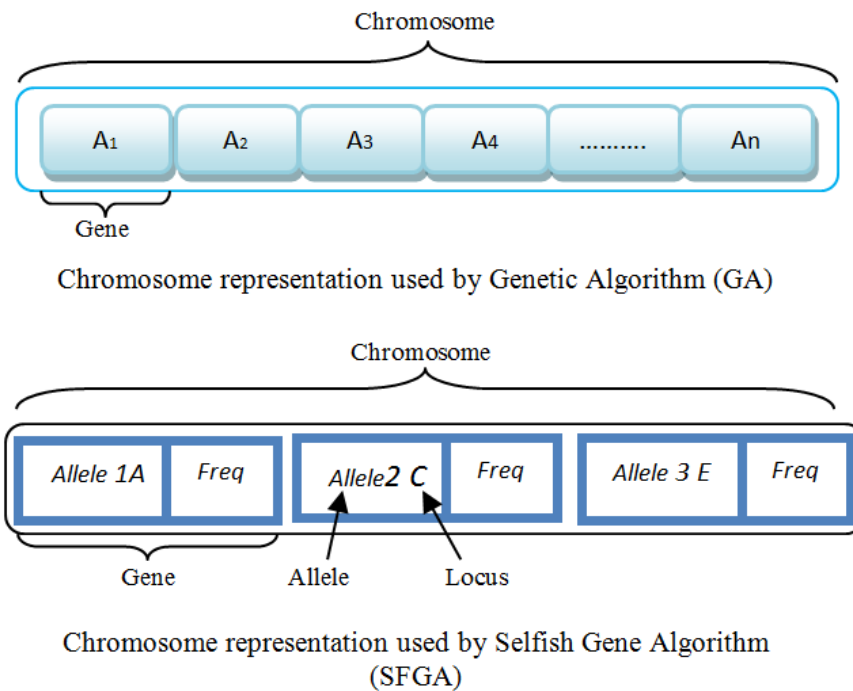 Chromosome
A1 A2 A3 A4 .......... An
Gene
Chromosome representation used by Genetic Algorithm (GA)
Chromosome
Allele 1A Freq Allele2 C Freq Allele 3 E Freq
Gene Allele Locus
Chromosome representation used by Selfish Gene Algorithm
(SFGA)